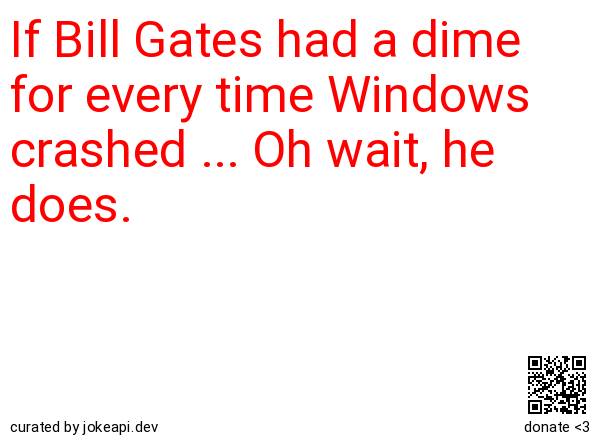 If Bill Gates had a dime
for every time Windows
crashed ... Oh wait, he
does.
curated by jokeapi.dev
donate <3